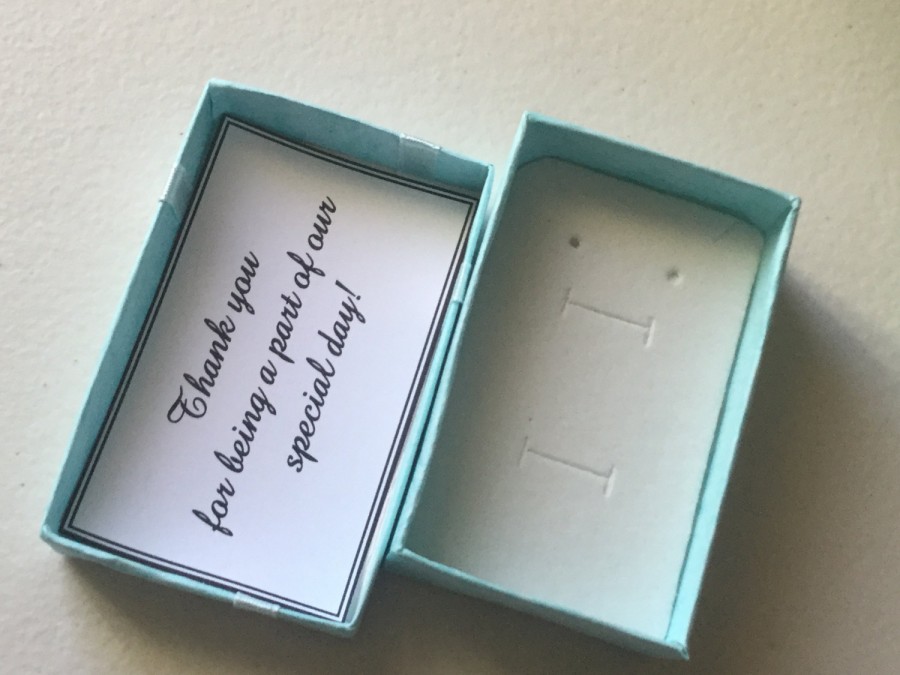 Thank you
for being a part of our
special day!